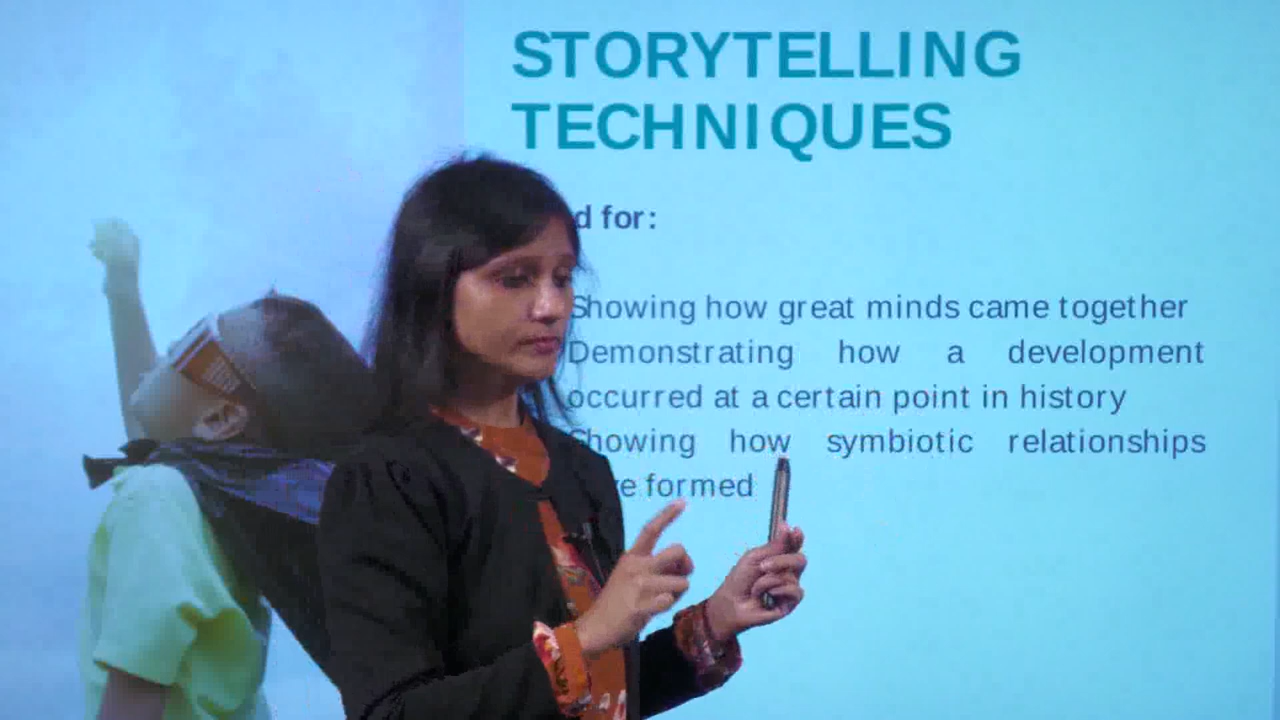 STORYTELLING
TECHNIQUES
d for:
Showing how great minds came together
Demonstrating how a development
occurred at a certain point in history
Showing how symbiotic relationships
e formed